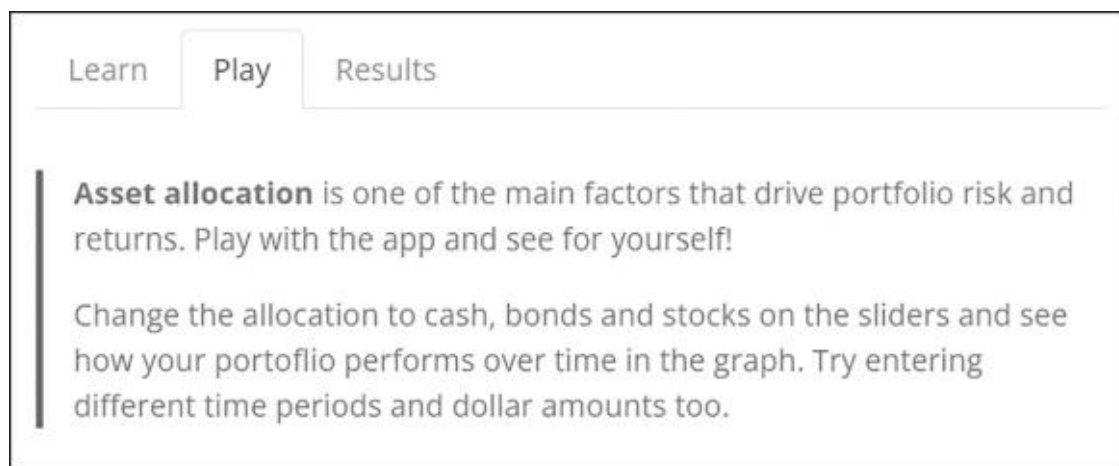 Learn Play Results
Asset allocation is one of the main factors that drive portfolio risk and
returns. Play with the app and see for yourself!
Change the allocation to cash, bonds and stocks on the sliders and see
how your portoflio performs over time in the graph. Try entering
different time periods and dollar amounts too.